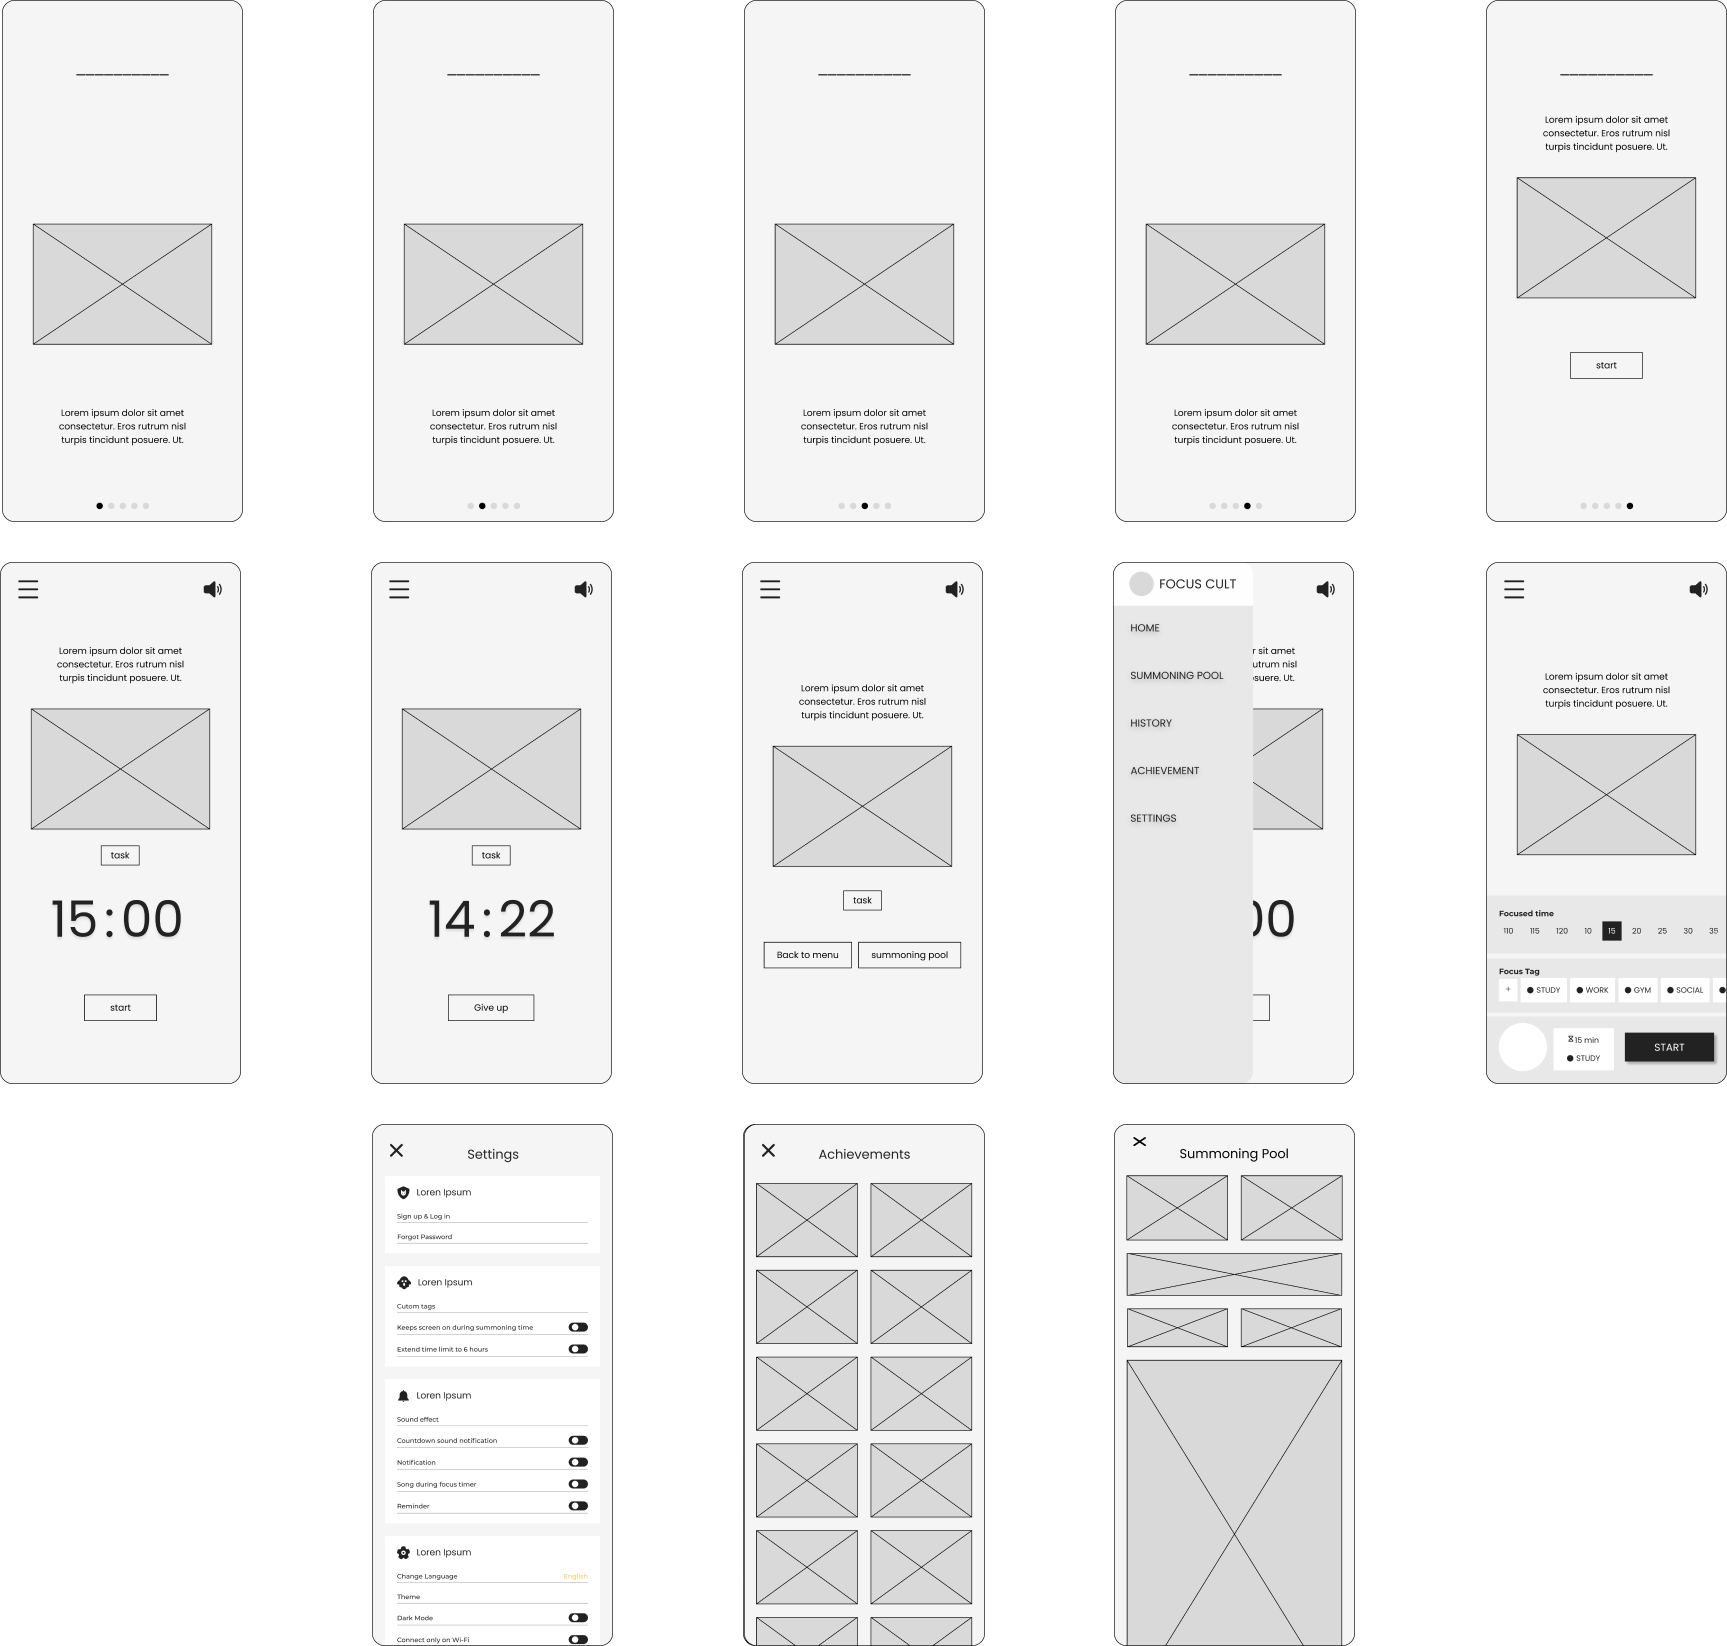 __________
Lorem ipsum dolor sit amet
consectetur. Eros rutrum nisl
turpis tincidunt posuere. Ut.
__________
Lorem ipsum dolor sit amet
consectetur. Eros rutrum nisl
turpis tincidunt posuere. Ut.
__________
Lorem ipsum dolor sit amet
consectetur. Eros rutrum nisl
turpis tincidunt posuere. Ut.
__________
Lorem ipsum dolor sit amet
consectetur. Eros rutrum nisl
turpis tincidunt posuere. Ut.
__________
Lorem ipsum dolor sit amet
consectetur. Eros rutrum nisl
turpis tincidunt posuere. Ut.
start
Lorem ipsum dolor sit amet
consectetur. Eros rutrum nisl
turpis tincidunt posuere. Ut.
task
15:00
start
task
14:22
Give up
Lorem ipsum dolor sit amet
consectetur. Eros rutrum nisl
turpis tincidunt posuere. Ut.
task
Back to menu
summoning pool
FOCUS CULT
HOME
SUMMONING POOL
HISTORY
ACHIEVEMENT
SETTINGS
r sit amet
utrum nisl
suere. Ut.
00
Lorem ipsum dolor sit amet
consectetur. Eros rutrum nisl
turpis tincidunt posuere. Ut.
Focused time
110 115 120 10 15 20 25 30 35
Focus Tag
+ STUDY WORK GYM SOCIAL
15 min
STUDY
START
Settings
Loren Ipsum
Sign up & Log in
Forgot Password
Loren Ipsum
Cutom tags
Keeps screen on during summoning time
Extend time limit to 6 hours
Loren Ipsum
Sound effect
Countdown sound notification
Notification
Song during focus timer
Reminder
Loren Ipsum
Change Language English
Theme
Dark Mode
Connect only on Wi-Fi
Achievements
Summoning Pool